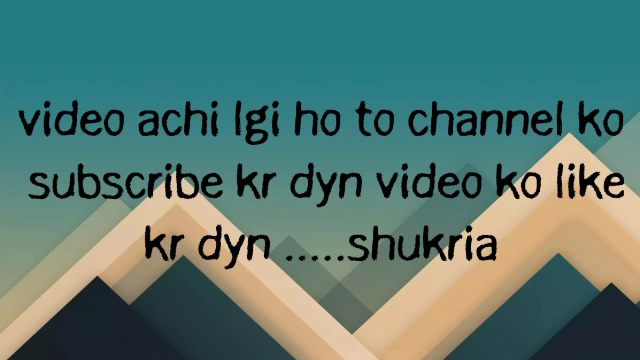 video achi lgi ho to channel ko
subscribe kr dyn video ko like
kr dyn .....shukria